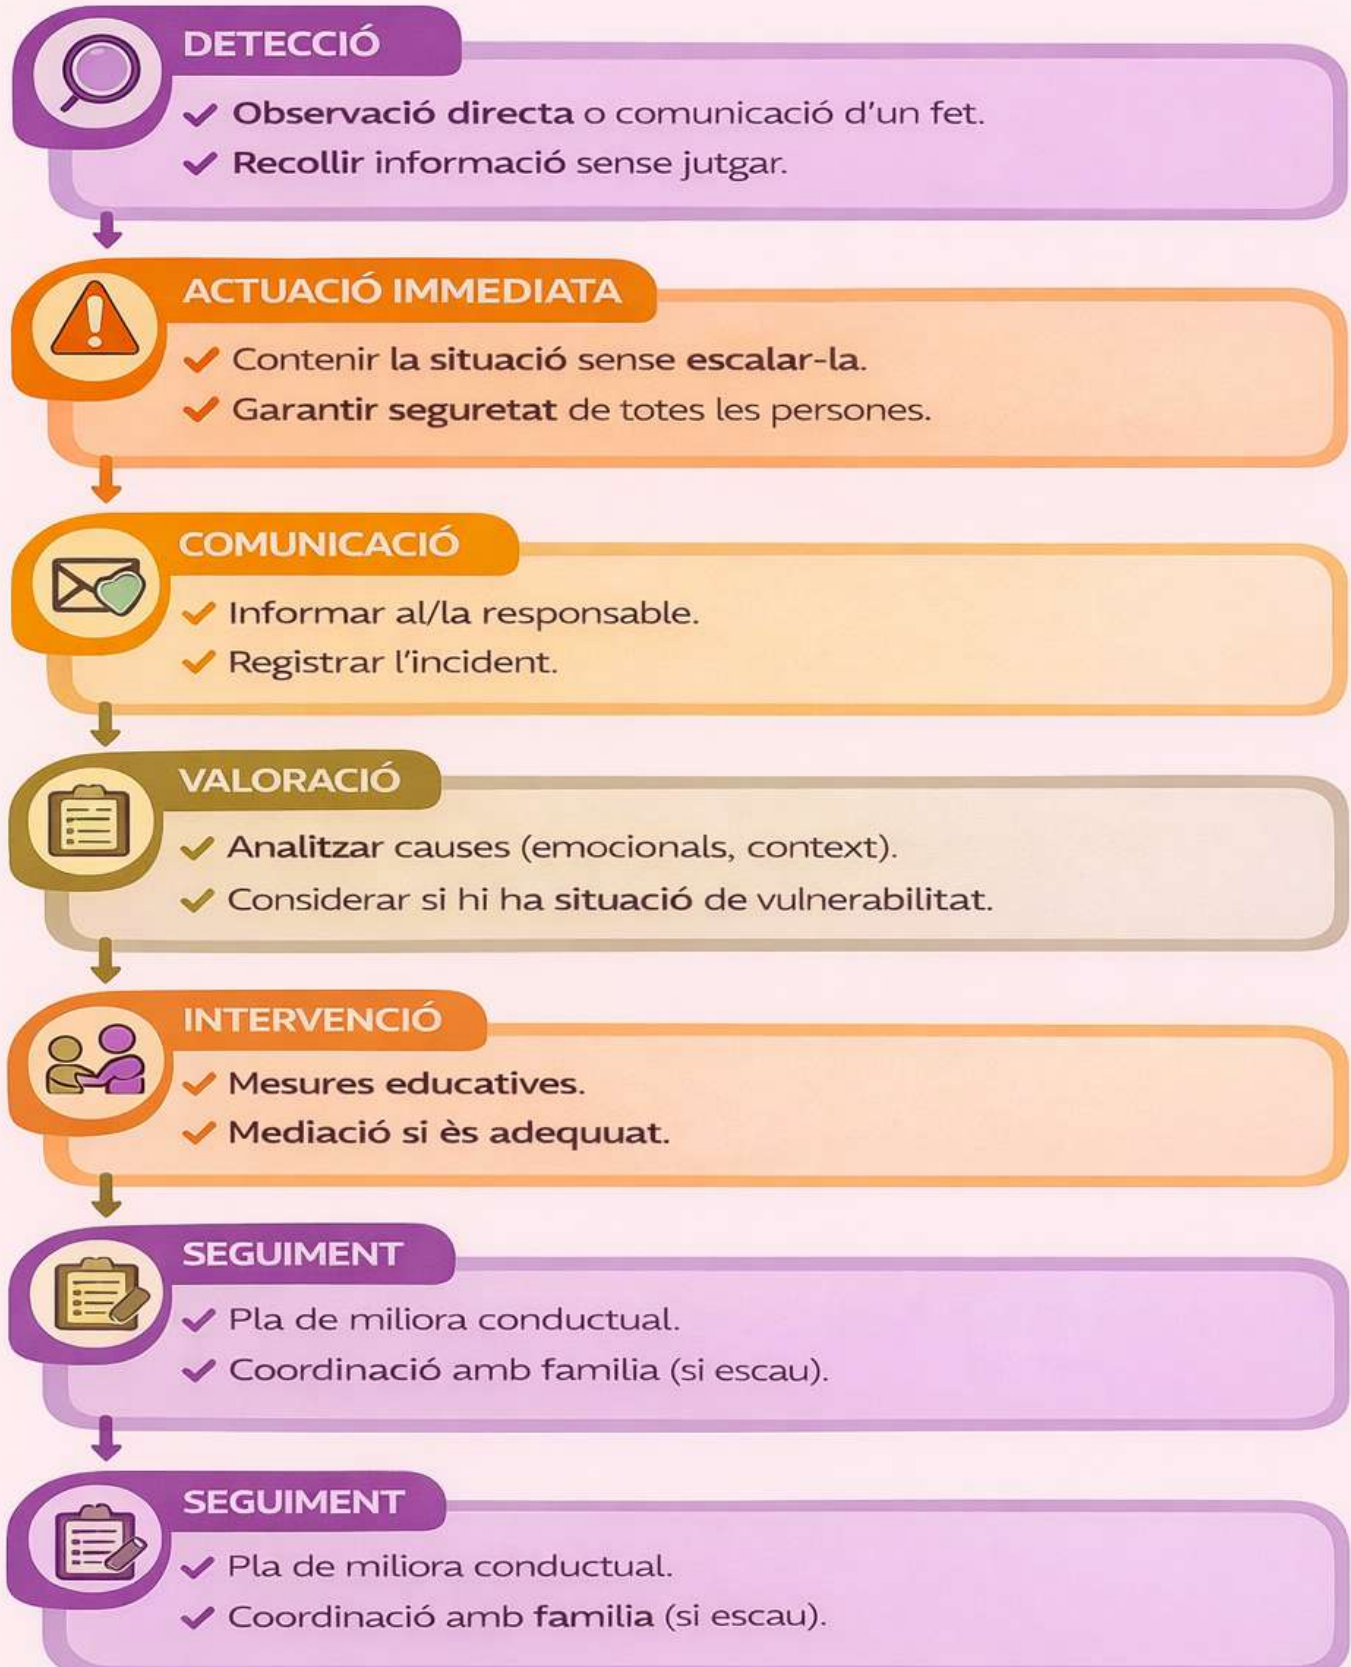 DETECCIÓ
Observació directa o comunicació d'un fet.
Recollir informació sense jutgar.
ACTUACIÓ IMMEDIATA
Contenir la situació sense escalar-la.
Garantir seguretat de totes les persones.
COMUNICACIÓ
Informar al/la responsable.
Registrar l'incident.
VALORACIÓ
Analitzar causes (emocionals, context).
Considerar si hi ha situació de vulnerabilitat.
INTERVENCIÓ
Mesures educatives.
Mediació si ès adequuat.
SEGUIMENT
Pla de miliora conductual.
Coordinació amb familia (si escau).
SEGUIMENT
Pla de miliora conductual.
Coordinació amb familia (si escau).